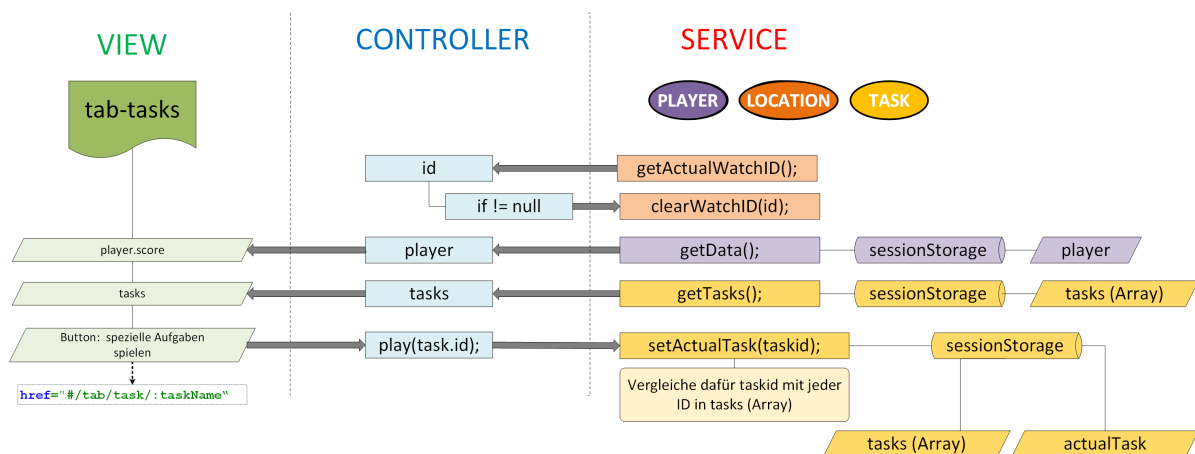 VIEW
CONTROLLER
SERVICE
tab-tasks
PLAYER
LOCATION
TASK
id
getActualWatchID();
if != null
clearWatchID(id);
player.score
player
getData();
sessionStorage
player
tasks
tasks
getTasks();
sessionStorage
tasks (Array)
Button: spezielle Aufgaben
spielen
play(task.id);
setActualTask(taskid);
sessionStorage
href="#/tab/task/:taskName“
Vergleiche dafür taskid mit jeder
ID in tasks (Array)
tasks (Array)
actualTask